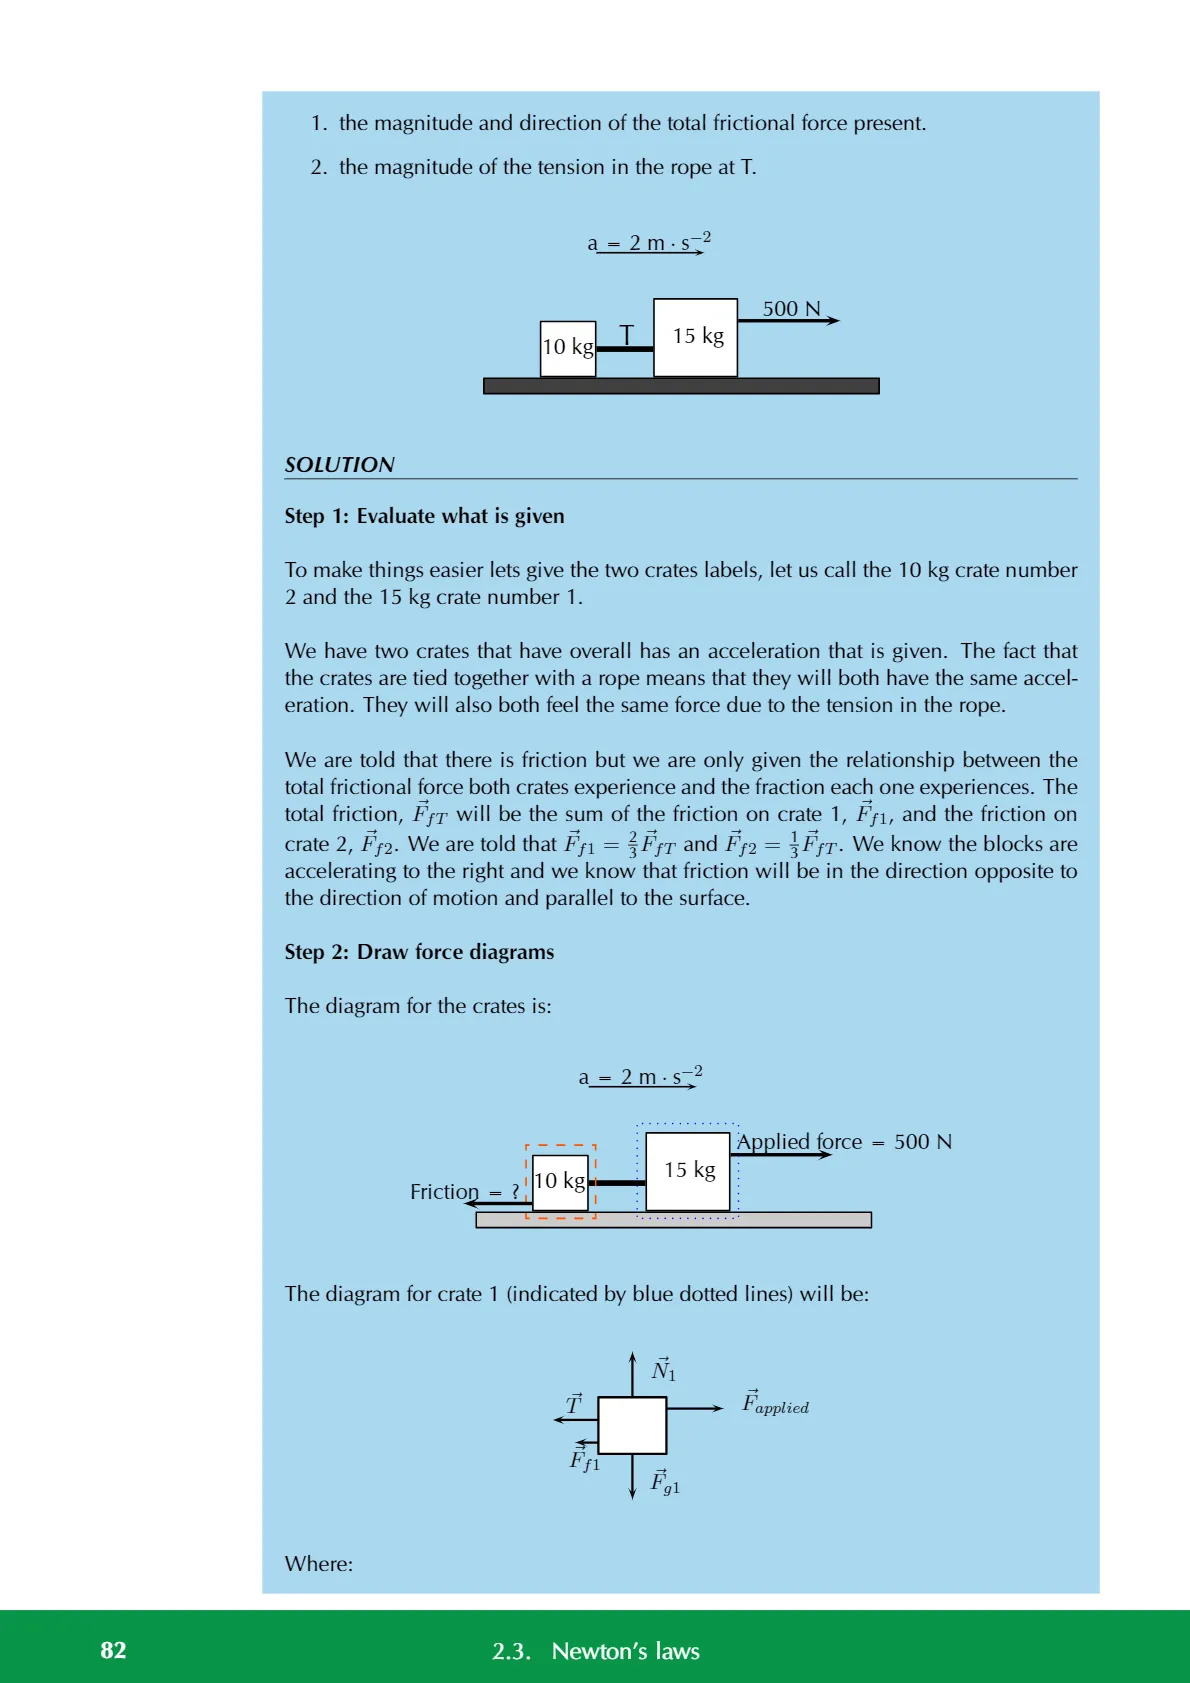 1. the magnitude and direction of the total frictional force present.
2. the magnitude of the tension in the rope at T.
a = 2 m · s⁻²
500 N
T
15 kg
10 kg
SOLUTION
Step 1: Evaluate what is given
To make things easier lets give the two crates labels, let us call the 10 kg crate number
2 and the 15 kg crate number 1.
We have two crates that have overall has an acceleration that is given. The fact that
the crates are tied together with a rope means that they will both have the same accel-
eration. They will also both feel the same force due to the tension in the rope.
We are told that there is friction but we are only given the relationship between the
total frictional force both crates experience and the fraction each one experiences. The
total friction, $\vec{F}_{fT}$ will be the sum of the friction on crate 1, $\vec{F}_{f1}$, and the friction on
crate 2, $\vec{F}_{f2}$. We are told that $\vec{F}_{f1} = \frac{2}{3}\vec{F}_{fT}$ and $\vec{F}_{f2} = \frac{1}{3}\vec{F}_{fT}$. We know the blocks are
accelerating to the right and we know that friction will be in the direction opposite to
the direction of motion and parallel to the surface.
Step 2: Draw force diagrams
The diagram for the crates is:
a = 2 m · s⁻²
Applied force = 500 N
15 kg
10 kg
Friction = ?
The diagram for crate 1 (indicated by blue dotted lines) will be:
$\vec{N}_1$
$\vec{T}$
$\vec{F}_{applied}$
$\vec{F}_{f1}$
$\vec{F}_{g1}$
Where:
82 2.3. Newton's laws